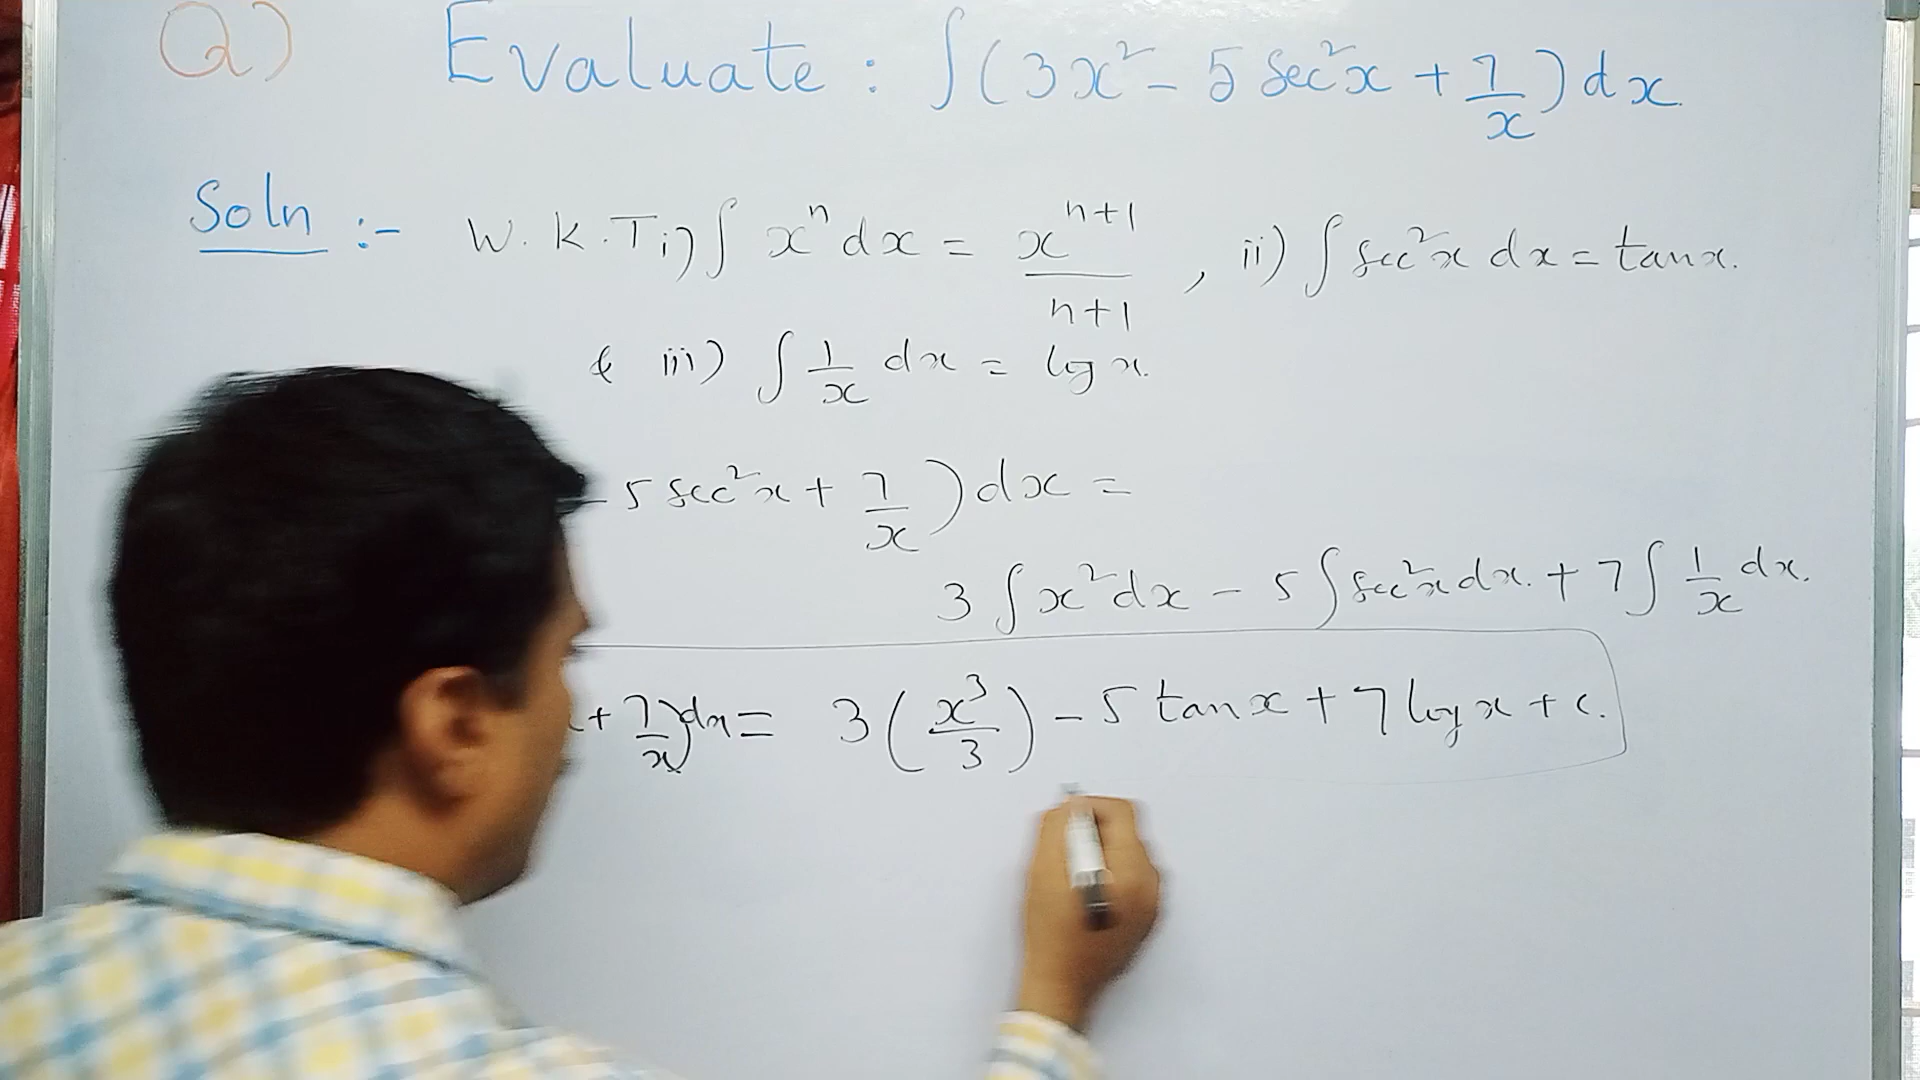 Q) Evaluate : ∫(3x² - 5 sec²x + 7/x) dx.
Soln :- W.K.T i) ∫ xⁿ dx = xⁿ⁺¹/n+1 , ii) ∫ sec²x dx = tanx.
& iii) ∫ 1/x dx = log x.
- 5 sec²x + 7/x ) dx =
3 ∫ x² dx - 5 ∫ sec²x dx. + 7 ∫ 1/x dx.
+ 7/x) dx = 3 (x³/3) - 5 tan x + 7 log x + c.